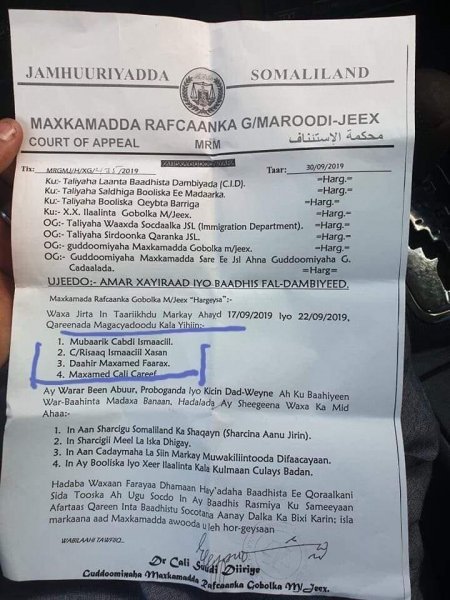 JAMHUURIYADDA SOMALILAND
MAXKAMADDA RAFCAANKA G/MAROODI-JEEX
COURT OF APPEAL MRM محكمة الإستئناف
Tix: MRGMJ/H/XG/ /2019 Taar: 30/09/2019
Ku:- Taliyaha Laanta Baadhista Dambiyada (C.I.D). =Harg.=
Ku:- Taliyaha Saldhiga Booliska Ee Madaarka. =Harg.=
Ku:- Taliyaha Booliska Qeybta Barriga =Harg.=
Ku:- X.X. Ilaalinta Gobolka M/Jeex. =Harg.=
OG:- Taliyaha Waaxda Socdaalka JSL (Immigration Department). =Harg.=
OG:- Taliyaha Sirdoonka Qaranka JSL. =Harg.=
OG:- guddoomiyaha Maxkamadda Gobolka m/jeex. =Harg.=
OG:- Guddoomiyaha Maxkamadda Sare Ee Jsl Ahna Guddoomiyaha G.
Cadaalada. =Harg.=
UJEEDO:- AMAR XAYIRAAD IYO BAADHIS FAL-DAMBIYEED.
Maxkamada Rafcaanka Gobolka M/Jeex "Hargeysa":-
Waxa Jirta In Taariikhdu Markay Ahayd 17/09/2019 Iyo 22/09/2019,
Qareenada Magacyadoodu Kala Yihiin:-
1. Mubaarik Cabdi Ismaaciil.
2. C/Risaaq Ismaaciil Xasan
3. Daahir Maxamed Faarax.
4. Maxamed Cali Careef
Ay Warar Been Abuur, Proboganda Iyo Kicin Dad-Weyne Ah Ku Baahiyeen
War-Baahinta Madaxa Banaan, Hadalada Ay Sheegeena Waxa Ka Mid
Ahaa:-
1. In Aan Shargigu Somaliland Ka Shaqayn (Sharcina Aanu Jirin).
2. In Sharcigii Meel La Iska Dhigay.
3. In Aan Cadaymaha La Siin Markay Muwakiliintooda Difaacayaan.
4. In Ay Booliska Iyo Xeer Ilaalinta Kala Kulmaan Culays Badan.
Hadaba Waxaan Farayaa Dhamaan Hay'adaha Baadhista Ee Qoraalkani
Sida Tooska Ah Ugu Socdo In Ay Baadhis Rasmiya Ku Sameeyaan
Afartaas Qareen Inta Baadhistu Socotana Aanay Dalka Ka Bixi Karin; isla
markaana aad Maxkamadda awooda u leh hor-geysaan
WABILAAHI TAWFIIQ
Dr Cali Suudi Diiriye
Guddoomiyaha Maxkamadda Rafcaanka Gobolka M/Jeex.